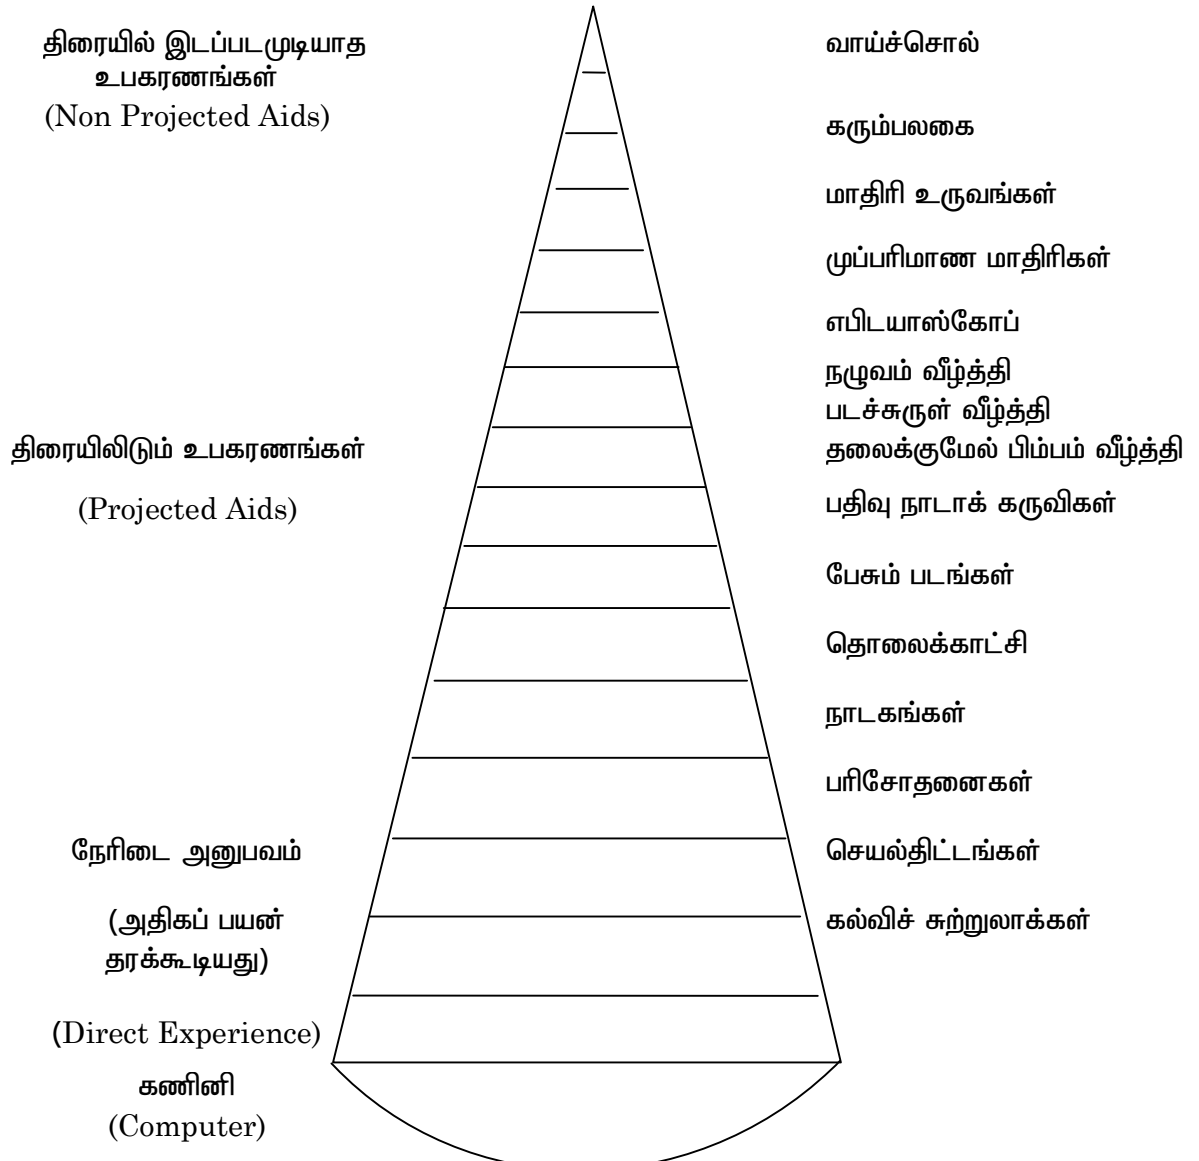 திரையில் இடப்படமுடியாத
உபகரணங்கள்
(Non Projected Aids)
திரையிலிடும் உபகரணங்கள்
(Projected Aids)
நேரிடை அனுபவம்
(அதிகப் பயன்
தரக்கூடியது)
(Direct Experience)
கணினி
(Computer)
வாய்ச்சொல்
கரும்பலகை
மாதிரி உருவங்கள்
முப்பரிமாண மாதிரிகள்
எபிடயாஸ்கோப்
நழுவம் வீழ்த்தி
படச்சுருள் வீழ்த்தி
தலைக்குமேல் பிம்பம் வீழ்த்தி
பதிவு நாடாக் கருவிகள்
பேசும் படங்கள்
தொலைக்காட்சி
நாடகங்கள்
பரிசோதனைகள்
செயல்திட்டங்கள்
கல்விச் சுற்றுலாக்கள்